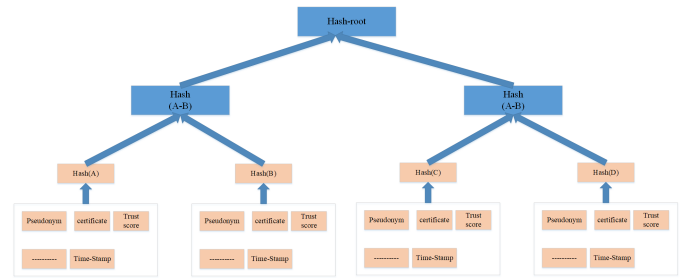 Hash-root
Hash
(A-B)
Hash
(A-B)
Hash(A)
Hash(B)
Hash(C)
Hash(D)
Pseudonym
certificate
Trust
score
----------
Time-Stamp
Pseudonym
certificate
Trust
score
----------
Time-Stamp
Pseudonym
certificate
Trust
score
----------
Time-Stamp
Pseudonym
certificate
Trust
score
----------
Time-Stamp